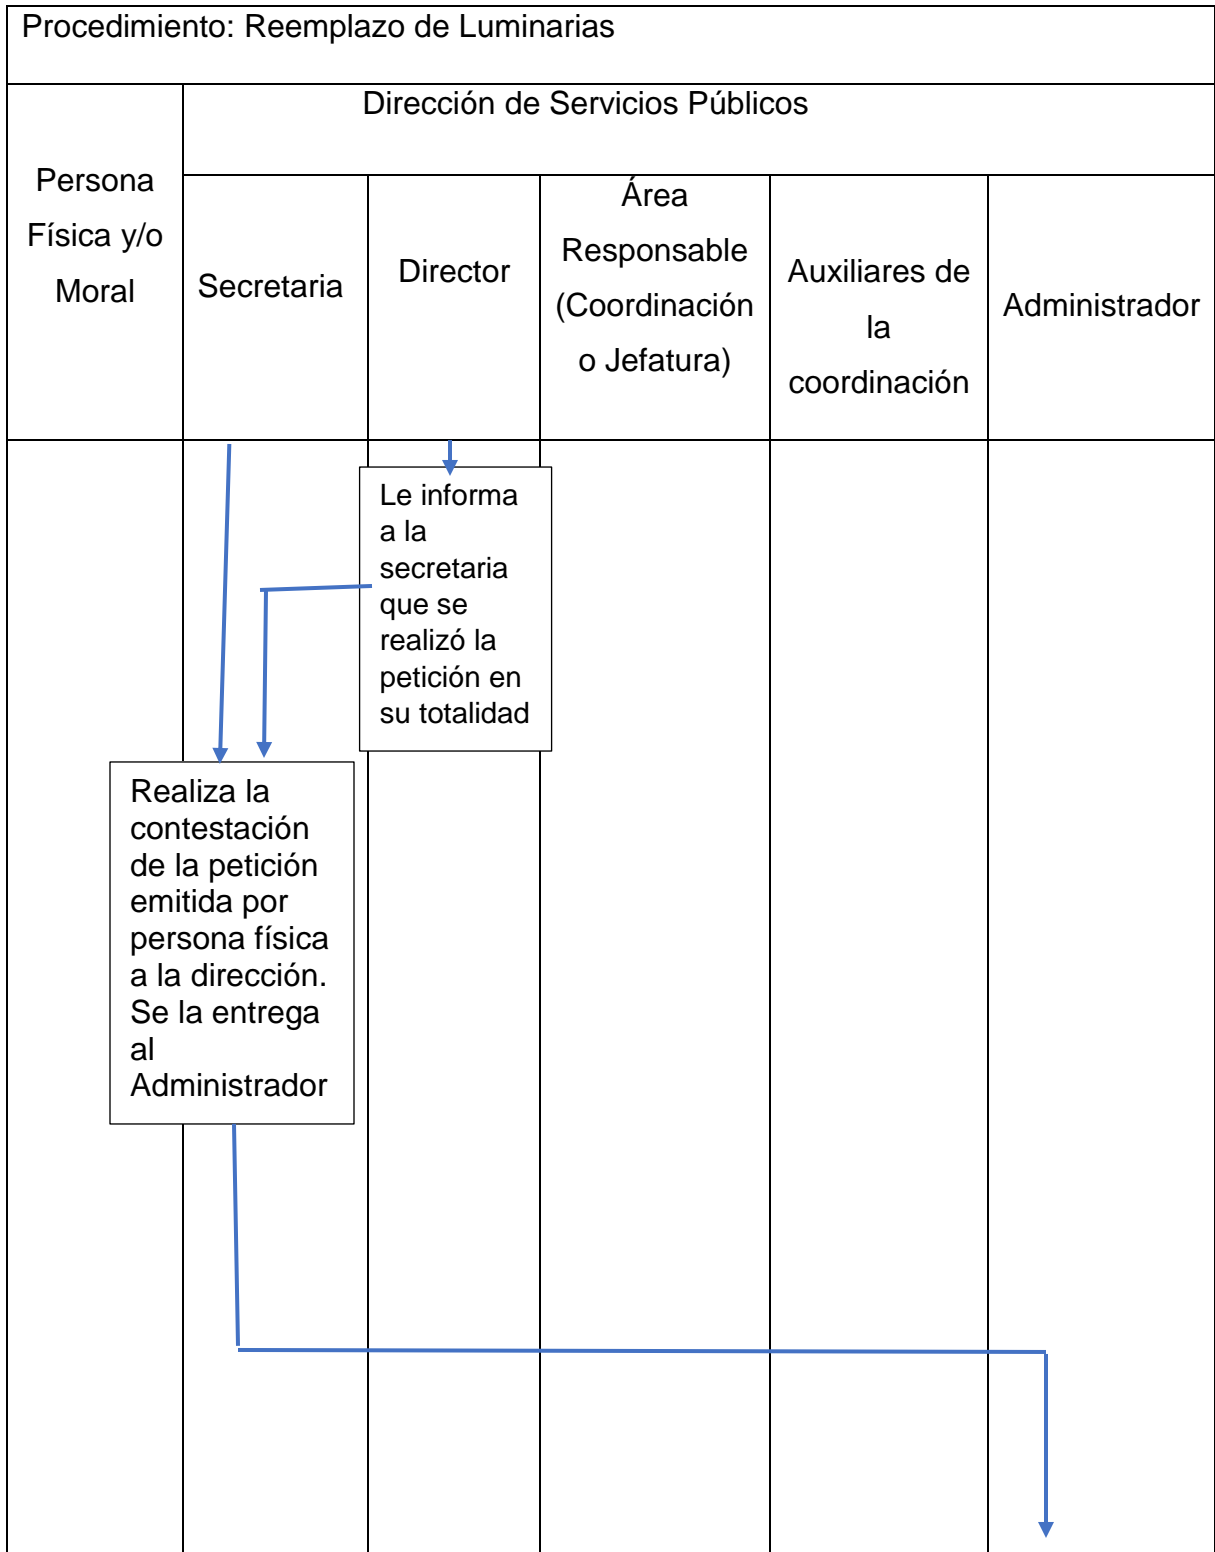 Procedimiento: Reemplazo de Luminarias
Dirección de Servicios Públicos
Persona
Física y/o
Moral
Secretaria
Director
Área
Responsable
(Coordinación
o Jefatura)
Auxiliares de
la
coordinación
Administrador
Le informa
a la
secretaria
que se
realizó la
petición en
su totalidad
Realiza la
contestación
de la petición
emitida por
persona física
a la dirección.
Se la entrega
al
Administrador